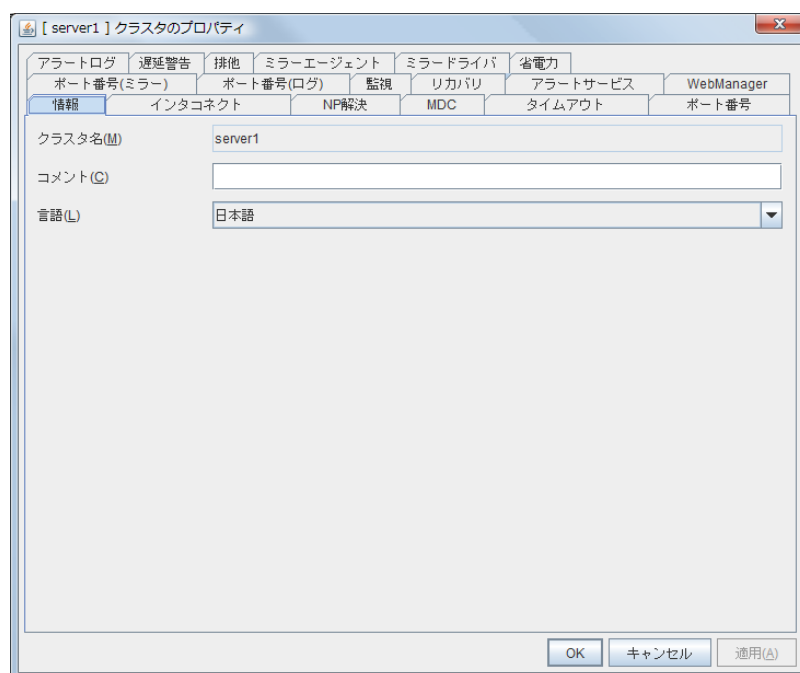 [ server1 ] クラスタのプロパティ
アラートログ 遅延警告 排他 ミラーエージェント ミラードライバ 省電力
ポート番号(ミラー) ポート番号(ログ) 監視 リカバリ アラートサービス WebManager
情報 インタコネクト NP解決 MDC タイムアウト ポート番号
クラスタ名(M) server1
コメント(C)
言語(L) 日本語
OK キャンセル 適用(A)